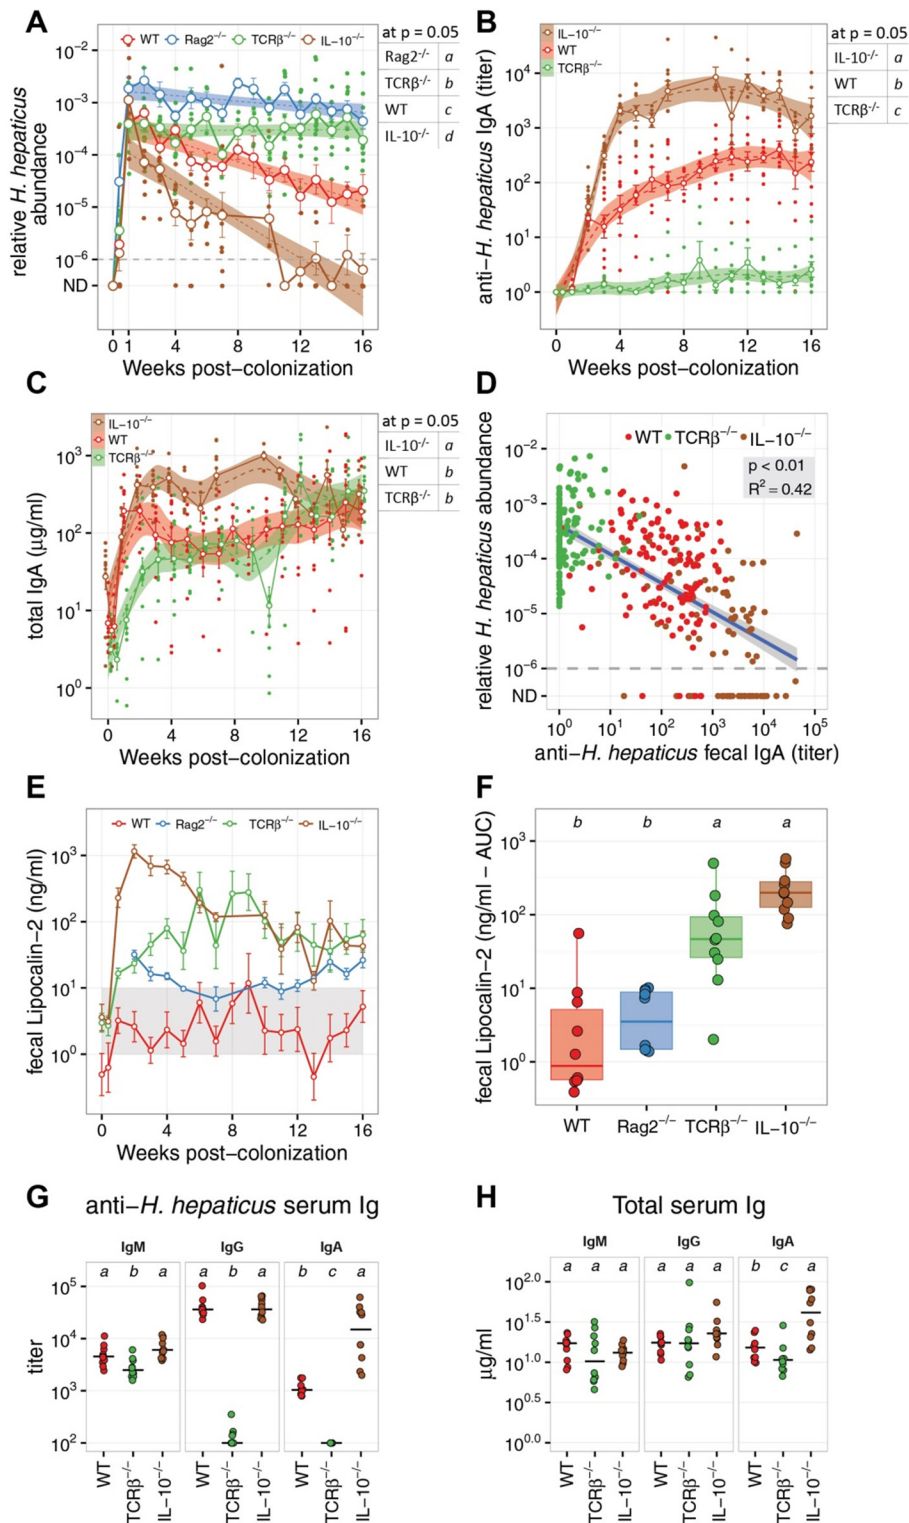 A
WT Rag2⁻/⁻ TCRβ⁻/⁻ IL−10⁻/⁻
at p = 0.05
Rag2⁻/⁻ a
TCRβ⁻/⁻ b
WT c
IL-10⁻/⁻ d
relative H. hepaticus
abundance
10⁻²
10⁻³
10⁻⁴
10⁻⁵
10⁻⁶
ND
0 1 4 8 12 16
Weeks post−colonization
B
IL−10⁻/⁻
WT
TCRβ⁻/⁻
at p = 0.05
IL-10⁻/⁻ a
WT b
TCRβ⁻/⁻ c
anti−H. hepaticus IgA (titer)
10⁴
10³
10²
10¹
10⁰
0 4 8 12 16
Weeks post−colonization
C
IL−10⁻/⁻
WT
TCRβ⁻/⁻
at p = 0.05
IL-10⁻/⁻ a
WT b
TCRβ⁻/⁻ b
total IgA (µg/ml)
10³
10²
10¹
10⁰
0 4 8 12 16
Weeks post−colonization
D
WT TCRβ⁻/⁻ IL−10⁻/⁻
p < 0.01
R² = 0.42
relative H. hepaticus abundance
10⁻²
10⁻³
10⁻⁴
10⁻⁵
10⁻⁶
ND
10⁰ 10¹ 10² 10³ 10⁴ 10⁵
anti−H. hepaticus fecal IgA (titer)
E
WT Rag2⁻/⁻ TCRβ⁻/⁻ IL−10⁻/⁻
fecal Lipocalin−2 (ng/ml)
10³
10²
10¹
10⁰
0 4 8 12 16
Weeks post−colonization
F
b b a a
fecal Lipocalin−2 (ng/ml − AUC)
10³
10²
10¹
10⁰
WT Rag2⁻/⁻ TCRβ⁻/⁻ IL−10⁻/⁻
G
anti−H. hepaticus serum Ig
IgM IgG IgA
a b a a b a b c a
titer
10⁵
10⁴
10³
10²
WT TCRβ⁻/⁻ IL−10⁻/⁻ WT TCRβ⁻/⁻ IL−10⁻/⁻ WT TCRβ⁻/⁻ IL−10⁻/⁻
H
Total serum Ig
IgM IgG IgA
a a a a a a b c a
µg/ml
10²·⁰
10¹·⁵
10¹·⁰
10⁰·⁰
WT TCRβ⁻/⁻ IL−10⁻/⁻ WT TCRβ⁻/⁻ IL−10⁻/⁻ WT TCRβ⁻/⁻ IL−10⁻/⁻